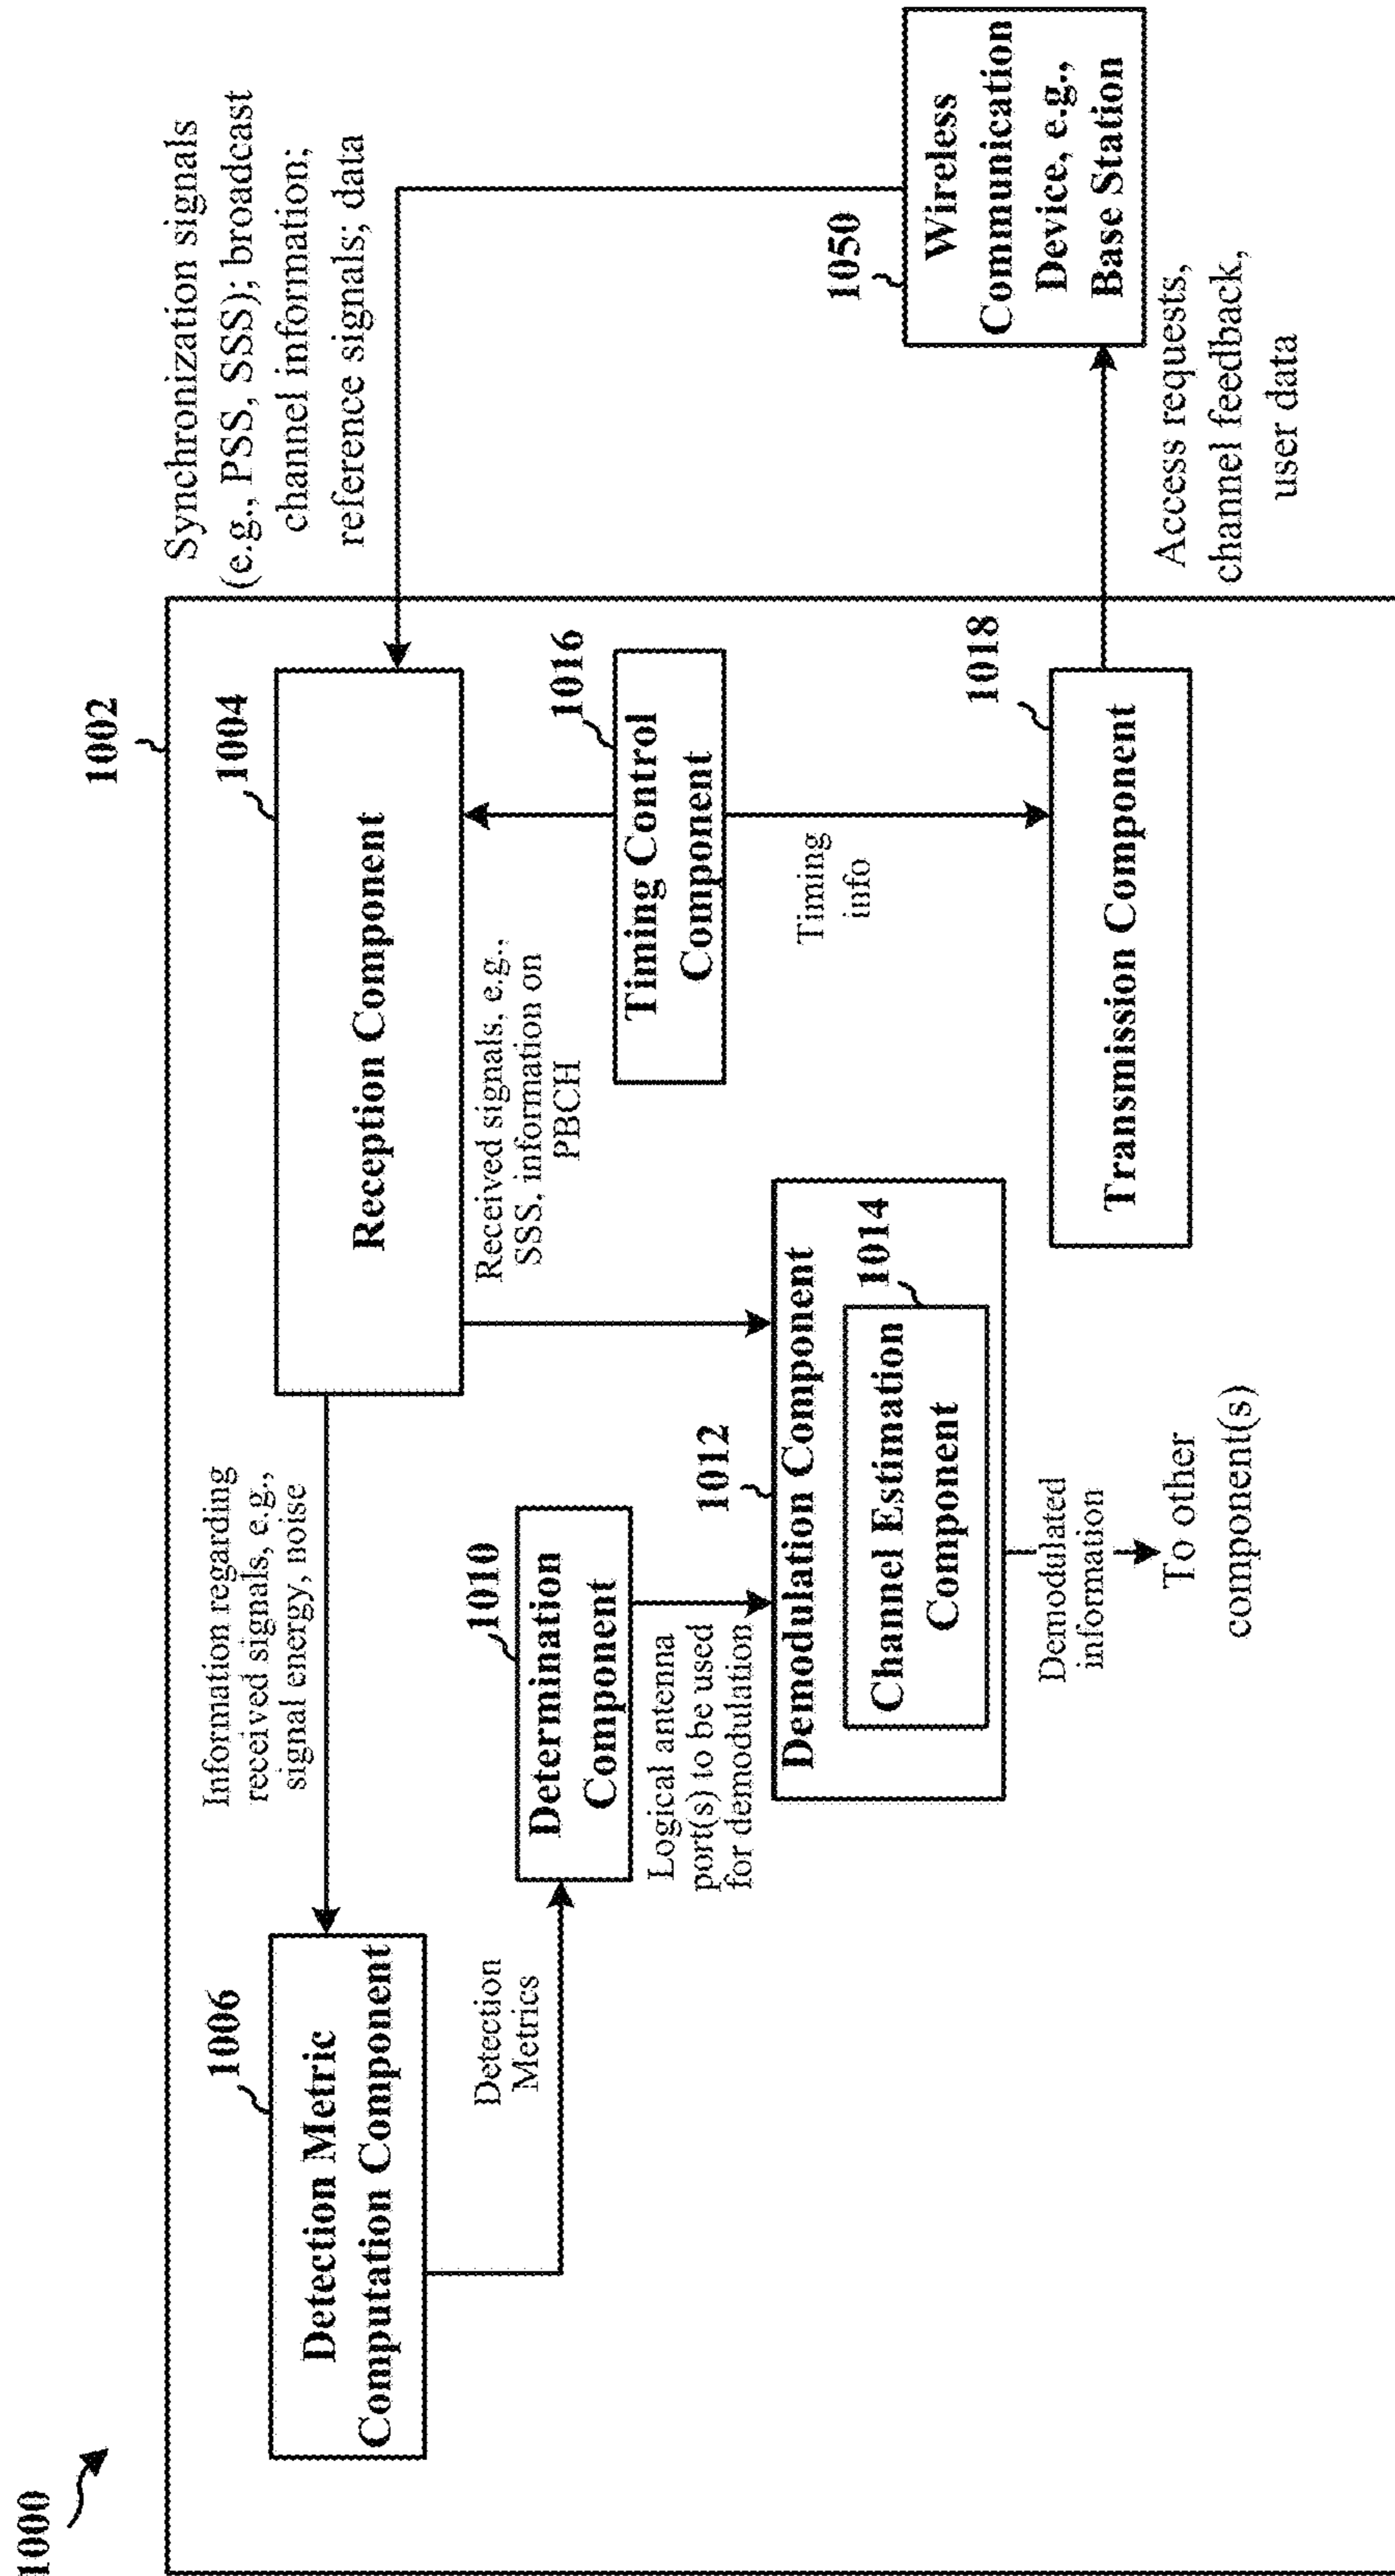 1000
1002
Synchronization signals
(e.g., PSS, SSS); broadcast
channel information;
reference signals; data
1006
Detection Metric
Computation Component
Information regarding
received signals, e.g.,
signal energy, noise
1004
Reception Component
Detection
Metrics
1010
Determination
Component
Received signals, e.g.,
SSS, information on
PBCH
1016
Timing Control
Component
Logical antenna
port(s) to be used
for demodulation
1012
Demodulation Component
1014
Channel Estimation
Component
Timing
info
1018
Transmission Component
1050
Wireless
Communication
Device, e.g.,
Base Station
Demodulated
information
To other
component(s)
Access requests,
channel feedback,
user data